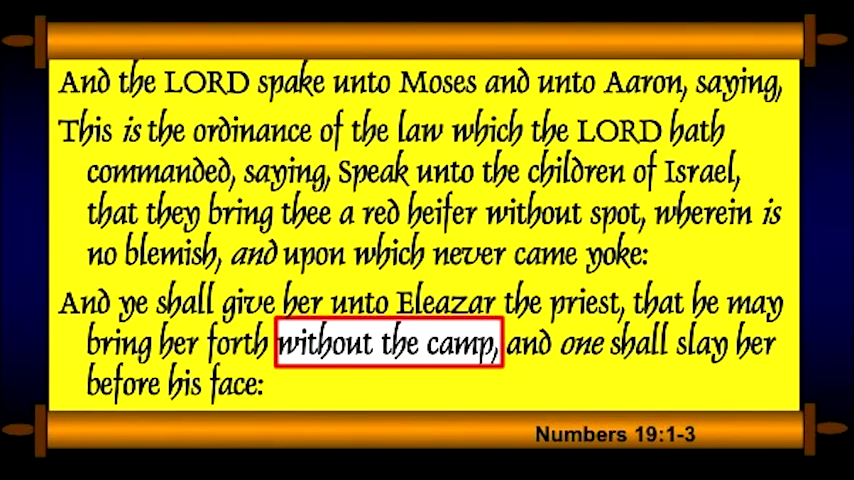 And the LORD spake unto Moses and unto Aaron, saying,
This is the ordinance of the law which the LORD hath
commanded, saying, Speak unto the children of Israel,
that they bring thee a red heifer without spot, wherein is
no blemish, and upon which never came yoke:
And ye shall give her unto Eleazar the priest, that he may
bring her forth without the camp, and one shall slay her
before his face:
Numbers 19:1-3